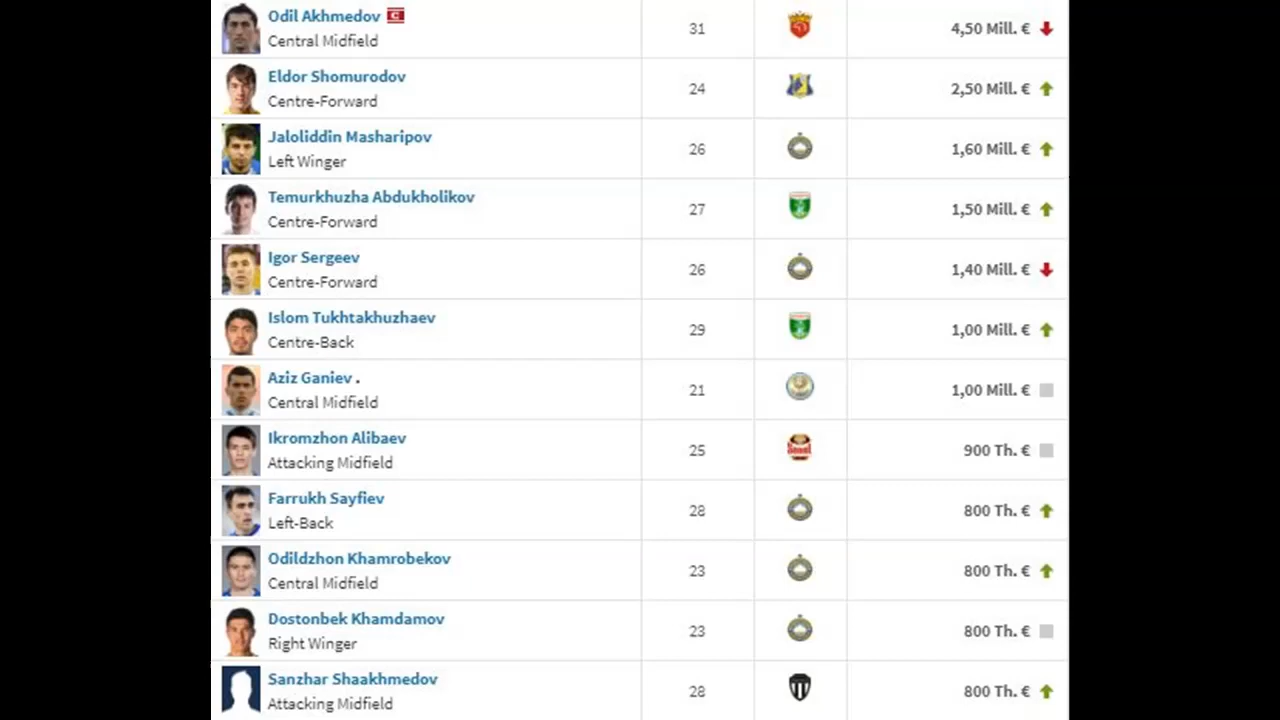 Odil Akhmedov C
Central Midfield
31
4,50 Mill. €
Eldor Shomurodov
Centre-Forward
24
2,50 Mill. €
Jaloliddin Masharipov
Left Winger
26
1,60 Mill. €
Temurkhuzha Abdukholikov
Centre-Forward
27
1,50 Mill. €
Igor Sergeev
Centre-Forward
26
1,40 Mill. €
Islom Tukhtakhuzhaev
Centre-Back
29
1,00 Mill. €
Aziz Ganiev .
Central Midfield
21
1,00 Mill. €
Ikromzhon Alibaev
Attacking Midfield
25
Seoul
900 Th. €
Farrukh Sayfiev
Left-Back
28
800 Th. €
Odildzhon Khamrobekov
Central Midfield
23
800 Th. €
Dostonbek Khamdamov
Right Winger
23
800 Th. €
Sanzhar Shaakhmedov
Attacking Midfield
28
800 Th. €